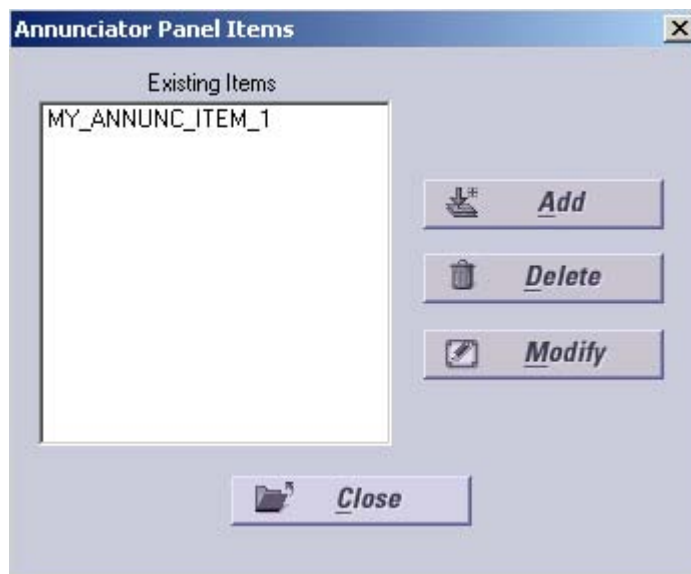 Annunciator Panel Items
Existing Items
MY_ANNUNC_ITEM_1
Add
Delete
Modify
Close